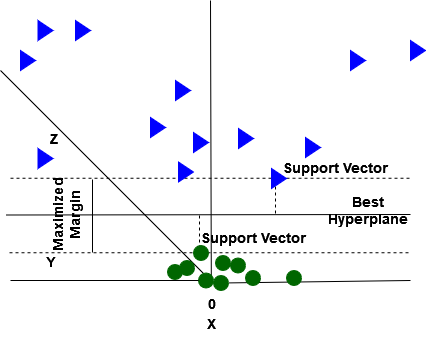 Z
Support Vector
Maximized
Margin
Best
Hyperplane
Support Vector
Y
0
X